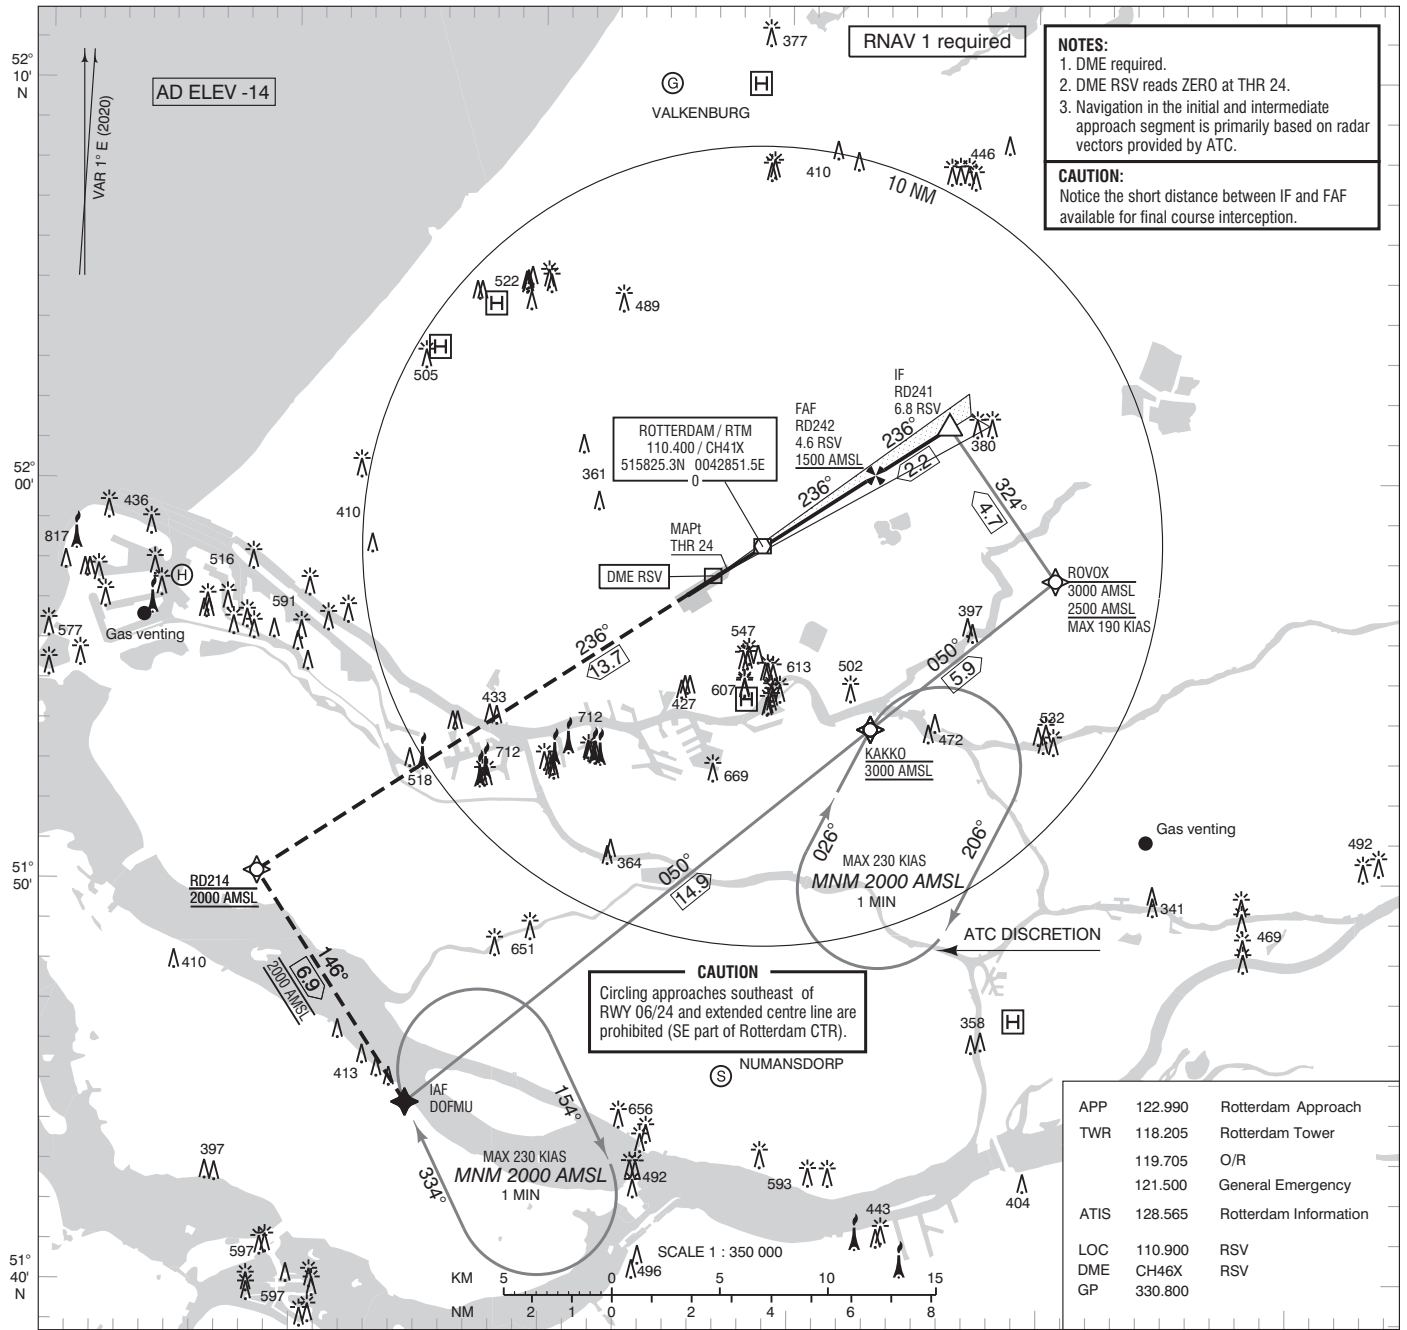 52°
10'
N
AD ELEV -14
VAR 1° E (2020)
377
G
H
VALKENBURG
RNAV 1 required
NOTES:
1. DME required.
2. DME RSV reads ZERO at THR 24.
3. Navigation in the initial and intermediate
approach segment is primarily based on radar
vectors provided by ATC.
CAUTION:
Notice the short distance between IF and FAF
available for final course interception.
410
446
10 NM
522
H
489
H
505
IF
RD241
6.8 RSV
FAF
RD242
4.6 RSV
1500 AMSL
236°
2.2
380
ROTTERDAM / RTM
110.400 / CH41X
515825.3N 0042851.5E
0
236°
324°
4.7
52°
00'
361
410
436
817
516
H
591
577
Gas venting
MAPt
THR 24
DME RSV
ROVOX
3000 AMSL
2500 AMSL
MAX 190 KIAS
397
236°
13.7
547
613
607
H
502
427
050°
5.9
433
712
712
518
669
KAKKO
3000 AMSL
472
532
026°
206°
MAX 230 KIAS
MNM 2000 AMSL
1 MIN
Gas venting
492
51°
50'
RD214
2000 AMSL
364
050°
14.9
341
469
ATC DISCRETION
651
410
146°
6.9
2000 AMSL
CAUTION
Circling approaches southeast of
RWY 06/24 and extended centre line are
prohibited (SE part of Rotterdam CTR).
358
H
S
NUMANSDORP
413
IAF
DOFMU
154°
334°
MAX 230 KIAS
MNM 2000 AMSL
1 MIN
656
492
593
397
404
443
597
597
496
51°
40'
N
SCALE 1 : 350 000
KM 5 0 5 10 15
NM 2 1 0 2 4 6 8
APP 122.990 Rotterdam Approach
TWR 118.205 Rotterdam Tower
119.705 O/R
121.500 General Emergency
ATIS 128.565 Rotterdam Information
LOC 110.900 RSV
DME CH46X RSV
GP 330.800